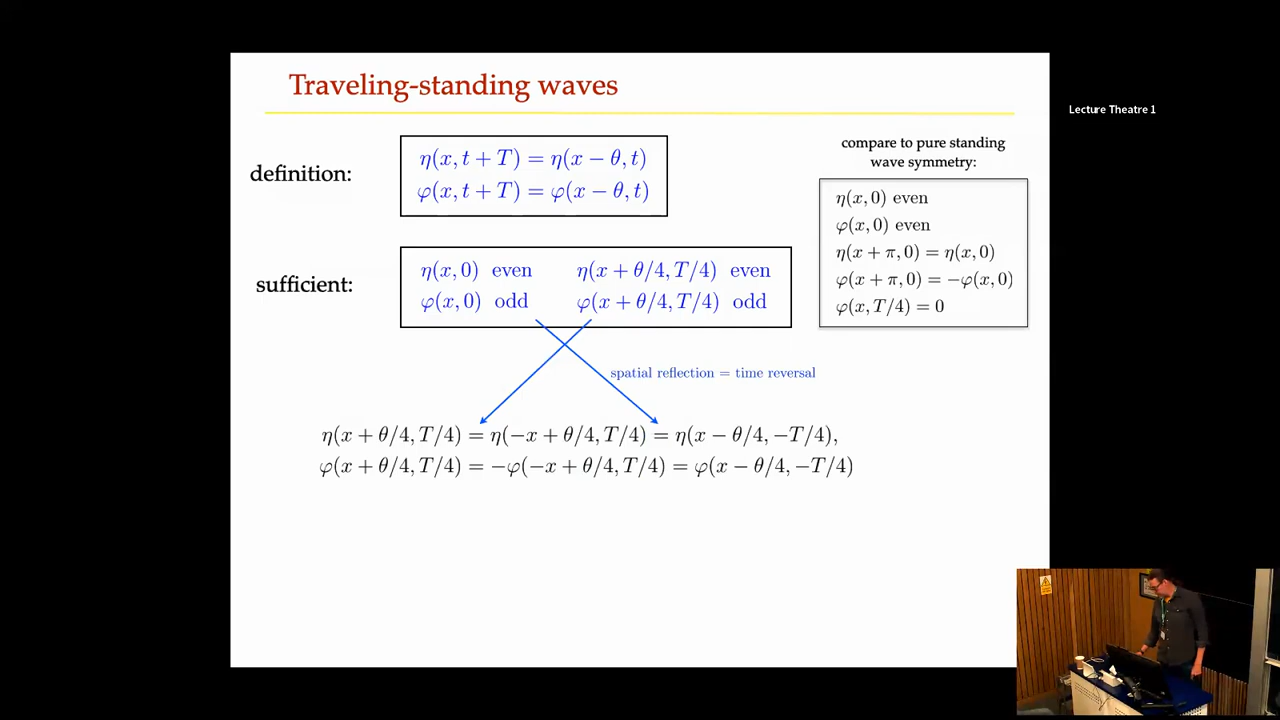 Traveling-standing waves
Lecture Theatre 1
definition:
η(x, t + T) = η(x − θ, t)
φ(x, t + T) = φ(x − θ, t)
compare to pure standing
wave symmetry:
η(x, 0) even
φ(x, 0) even
η(x + π, 0) = η(x, 0)
φ(x + π, 0) = −φ(x, 0)
φ(x, T/4) = 0
sufficient:
η(x, 0) even η(x + θ/4, T/4) even
φ(x, 0) odd φ(x + θ/4, T/4) odd
spatial reflection = time reversal
η(x + θ/4, T/4) = η(−x + θ/4, T/4) = η(x − θ/4, −T/4),
φ(x + θ/4, T/4) = −φ(−x + θ/4, T/4) = φ(x − θ/4, −T/4)